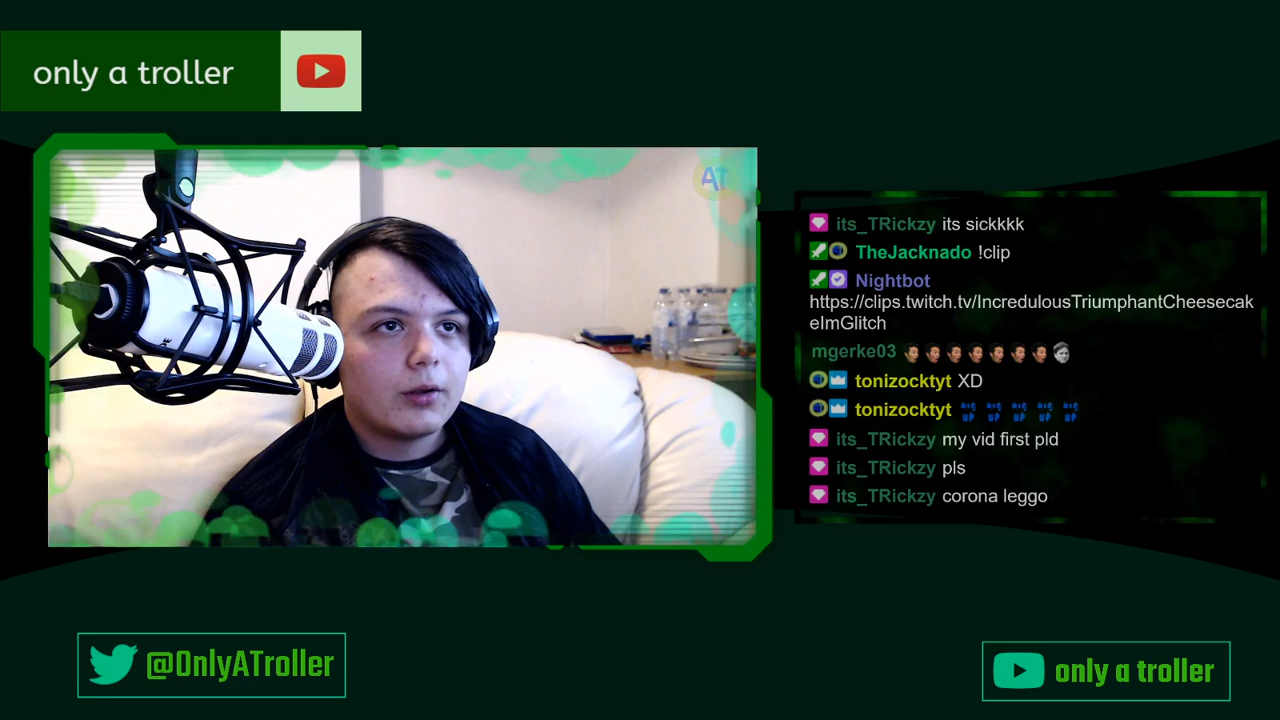 only a troller
AT
its_TRickzy its sickkkk
TheJacknado !clip
Nightbot
https://clips.twitch.tv/IncredulousTriumphantCheesecak
eImGlitch
mgerke03
tonizocktyt XD
tonizocktyt
its_TRickzy my vid first pld
its_TRickzy pls
its_TRickzy corona leggo
@OnlyATroller
only a troller